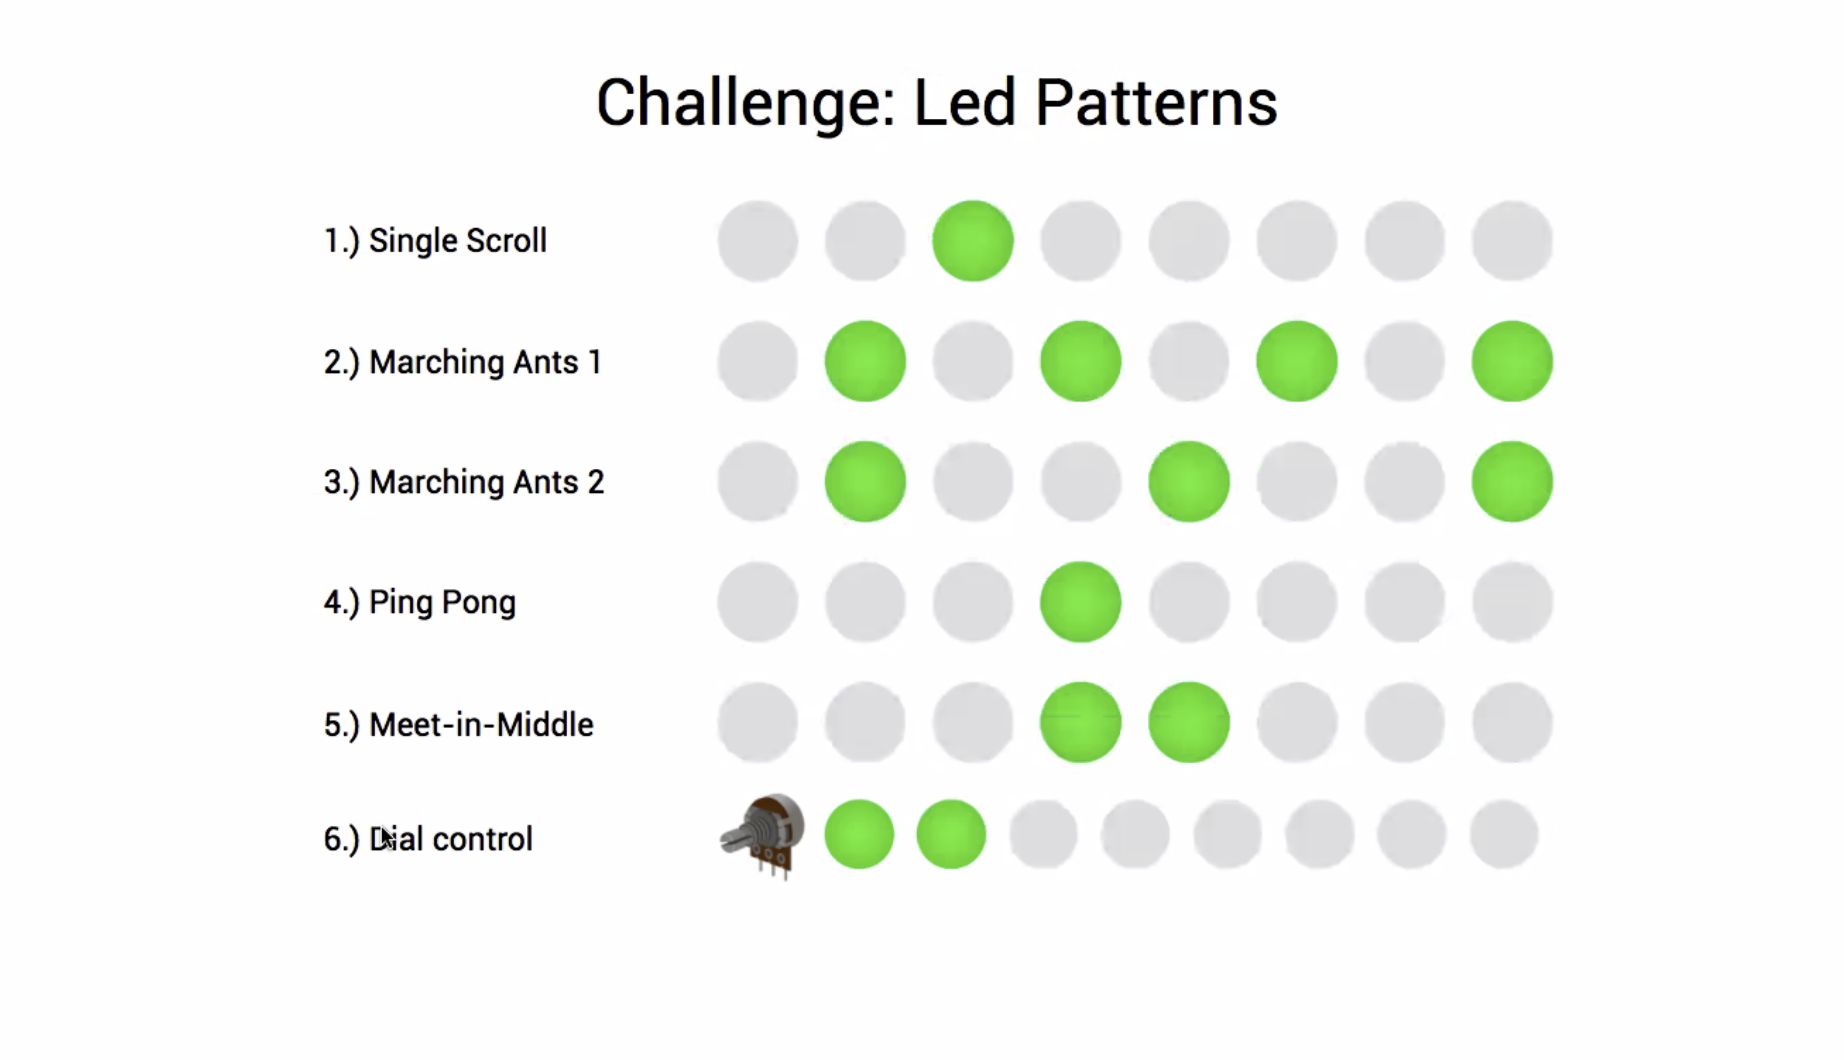 Challenge: Led Patterns
1.) Single Scroll
2.) Marching Ants 1
3.) Marching Ants 2
4.) Ping Pong
5.) Meet-in-Middle
6.) Dial control